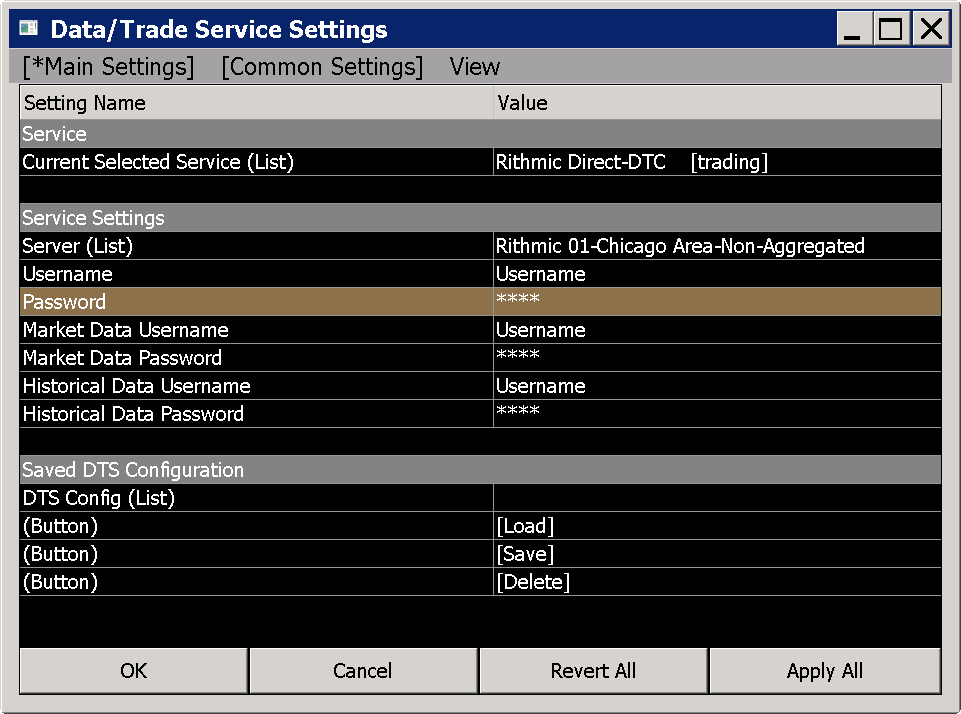 Data/Trade Service Settings
[*Main Settings] [Common Settings] View
Setting Name Value
Service
Current Selected Service (List) Rithmic Direct-DTC [trading]
Service Settings
Server (List) Rithmic 01-Chicago Area-Non-Aggregated
Username Username
Password ****
Market Data Username Username
Market Data Password ****
Historical Data Username Username
Historical Data Password ****
Saved DTS Configuration
DTS Config (List)
(Button) [Load]
(Button) [Save]
(Button) [Delete]
OK Cancel Revert All Apply All